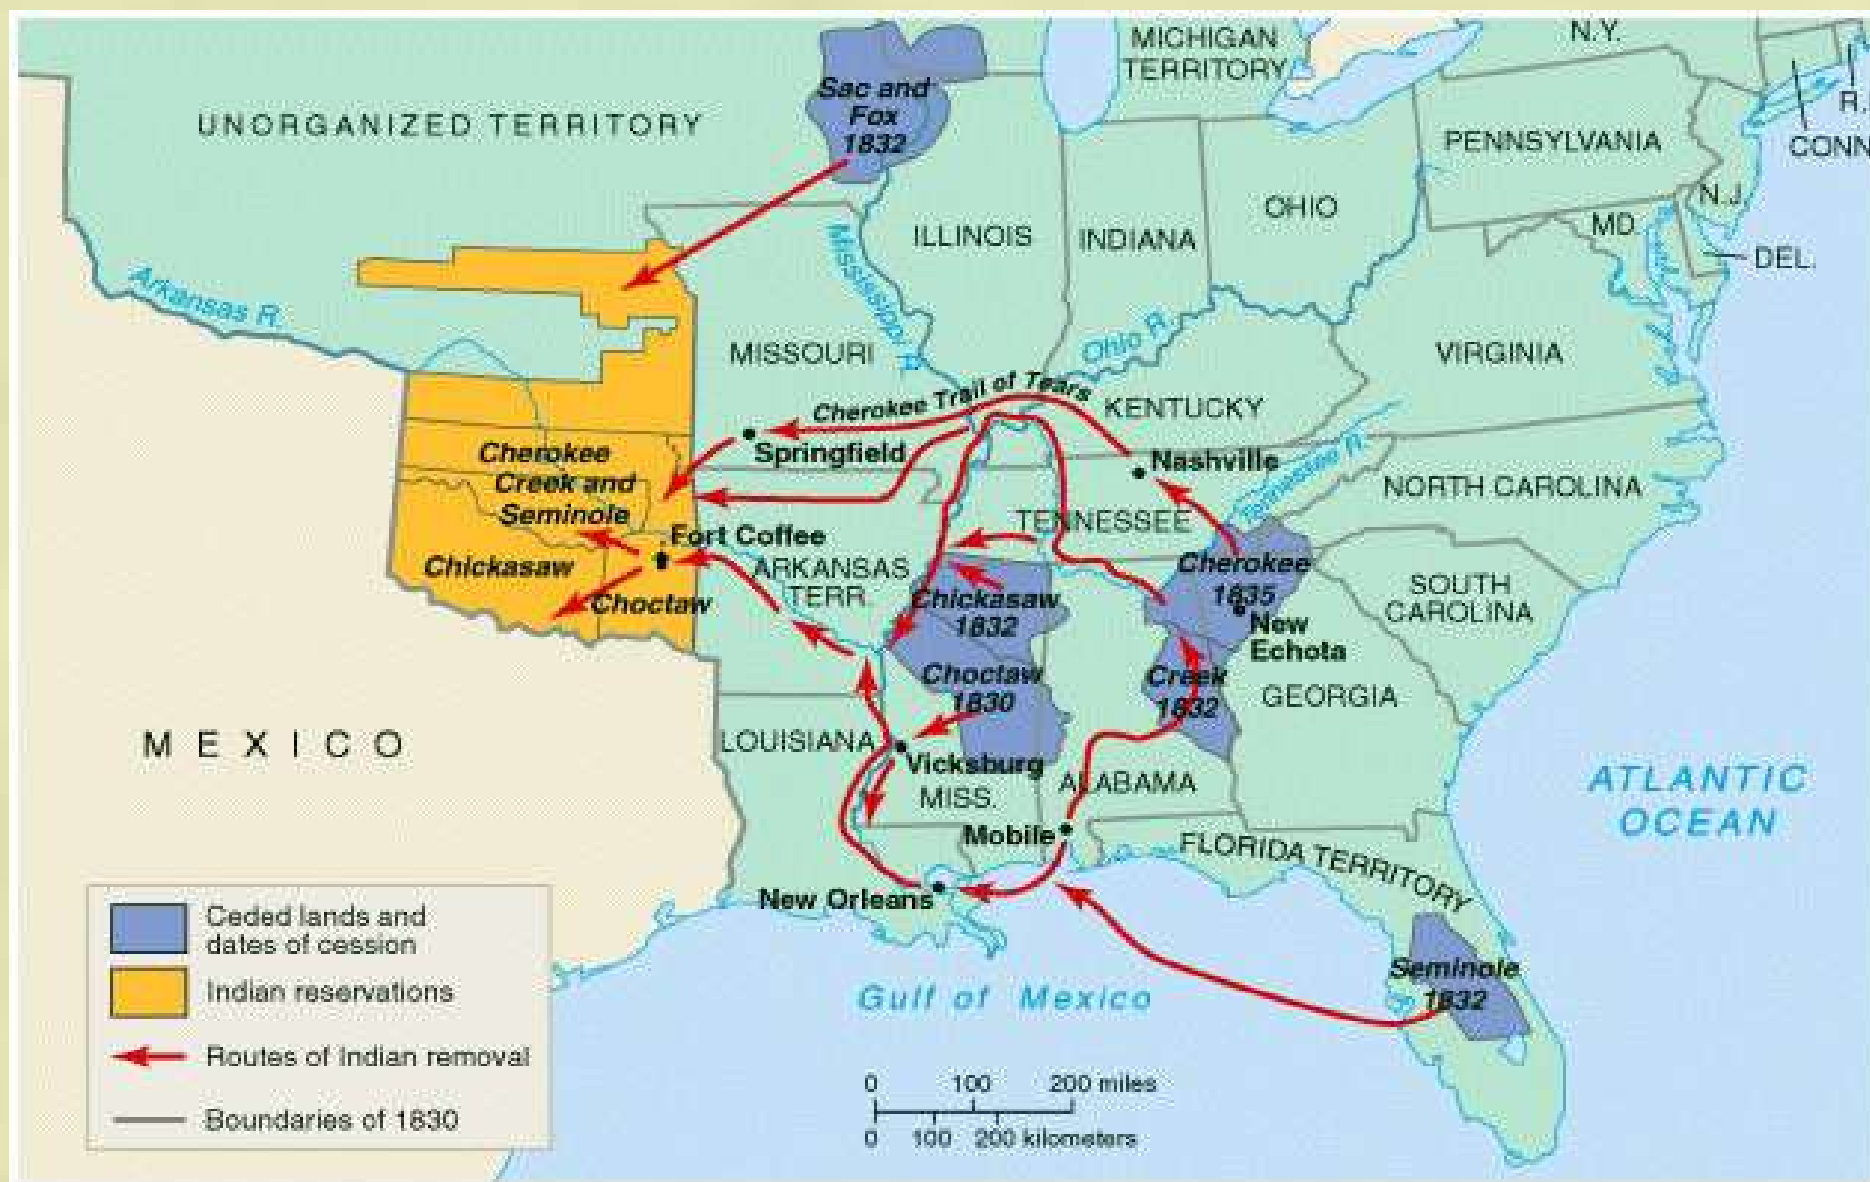 MICHIGAN
TERRITORY
N.Y.
R.
CONN
Sac and
Fox
1832
UNORGANIZED TERRITORY
PENNSYLVANIA
N.J.
OHIO
MD.
DEL.
ILLINOIS
INDIANA
Mississippi R.
Arkansas R.
MISSOURI
Ohio R.
VIRGINIA
Cherokee Trail of Tears
KENTUCKY
Springfield
Nashville
Tennessee R.
Cherokee
Creek and
Seminole
NORTH CAROLINA
TENNESSEE
Fort Coffee
Chickasaw
Choctaw
ARKANSAS
TERR.
Cherokee
1835
New
Echota
SOUTH
CAROLINA
Chickasaw
1832
Choctaw
1830
Creek
1832
GEORGIA
MEXICO
LOUISIANA
Vicksburg
MISS.
ALABAMA
ATLANTIC
OCEAN
Mobile
FLORIDA TERRITORY
New Orleans
Seminole
1832
Gulf of Mexico
Ceded lands and
dates of cession
Indian reservations
Routes of Indian removal
Boundaries of 1830
0 100 200 miles
0 100 200 kilometers